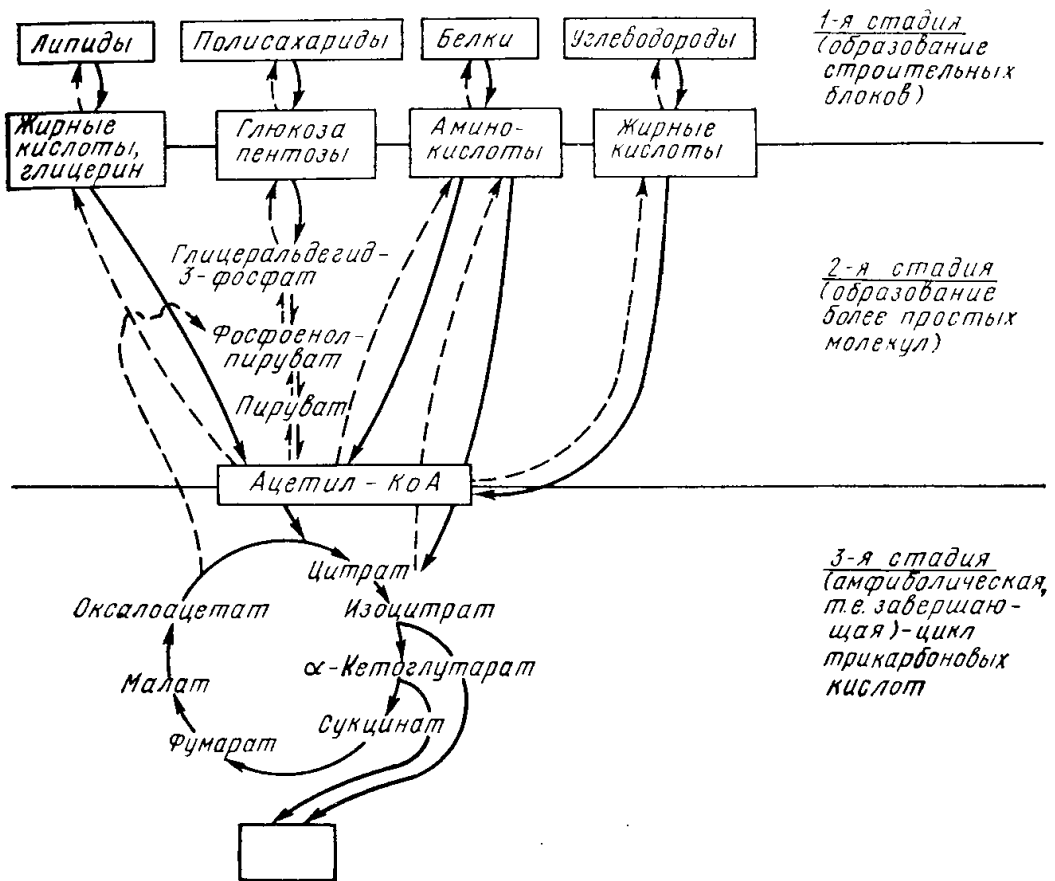 Липиды
Полисахариды
Белки
Углеводороды
1-я стадия
(образование
строительных
блоков)
Жирные
кислоты,
глицерин
Глюкоза
пентозы
Амино-
кислоты
Жирные
кислоты
Глицеральдегид-
3-фосфат
Фосфоенол-
пируват
Пируват
2-я стадия
(образование
более простых
молекул)
Ацетил-КоА
Цитрат
Изоцитрат
α-Кетоглутарат
Сукцинат
Фумарат
Малат
Оксалоацетат
3-я стадия
(амфиболическая,
т.е. завершаю-
щая)-цикл
трикарбоновых
кислот